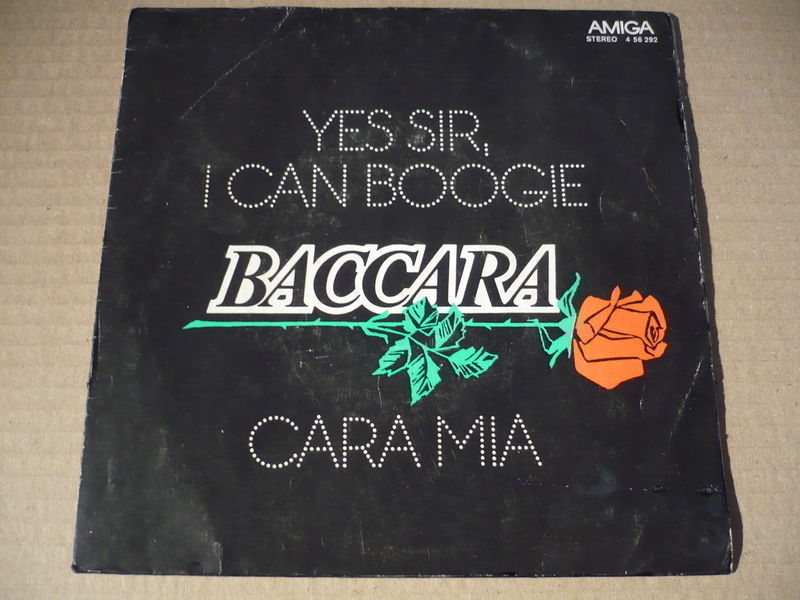 AMIGA
STEREO 4 56 292
YES SIR,
I CAN BOOGIE
BACCARA
CARA MIA